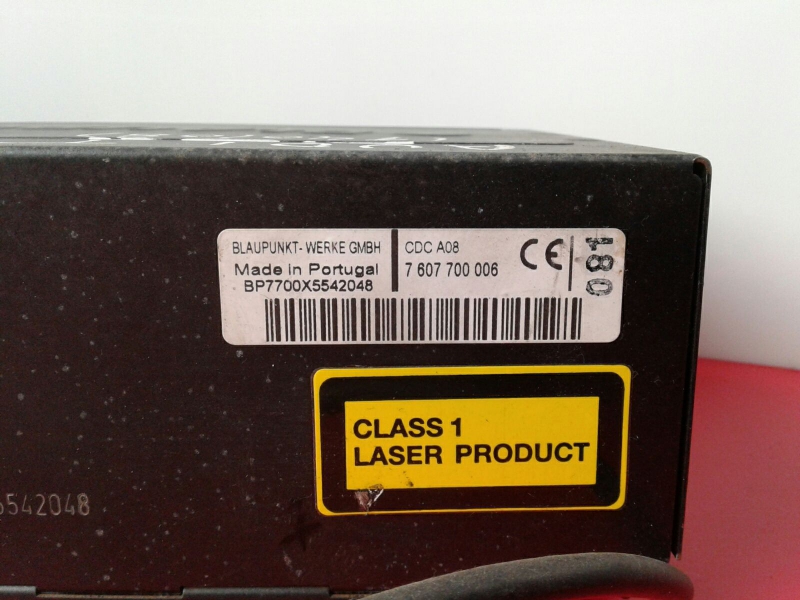 BLAUPUNKT- WERKE GMBH
Made in Portugal
BP7700X5542048
CDC A08
7 607 700 006
CE
081
CLASS 1
LASER PRODUCT
5542048